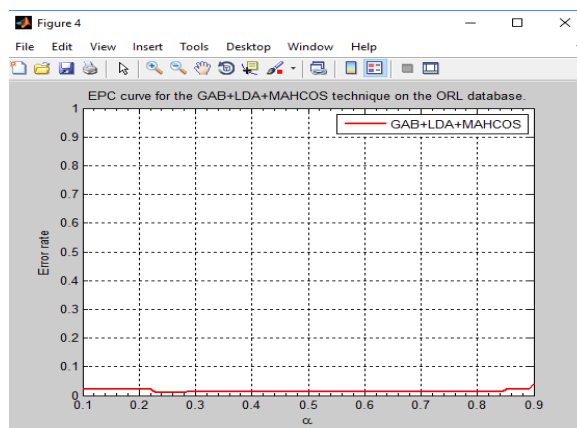 Figure 4
File Edit View Insert Tools Desktop Window Help
EPC curve for the GAB+LDA+MAHCOS technique on the ORL database.
GAB+LDA+MAHCOS
1
0.9
0.8
0.7
0.6
0.5
0.4
0.3
0.2
0.1
0
Error rate
0.1 0.2 0.3 0.4 0.5 0.6 0.7 0.8 0.9
α